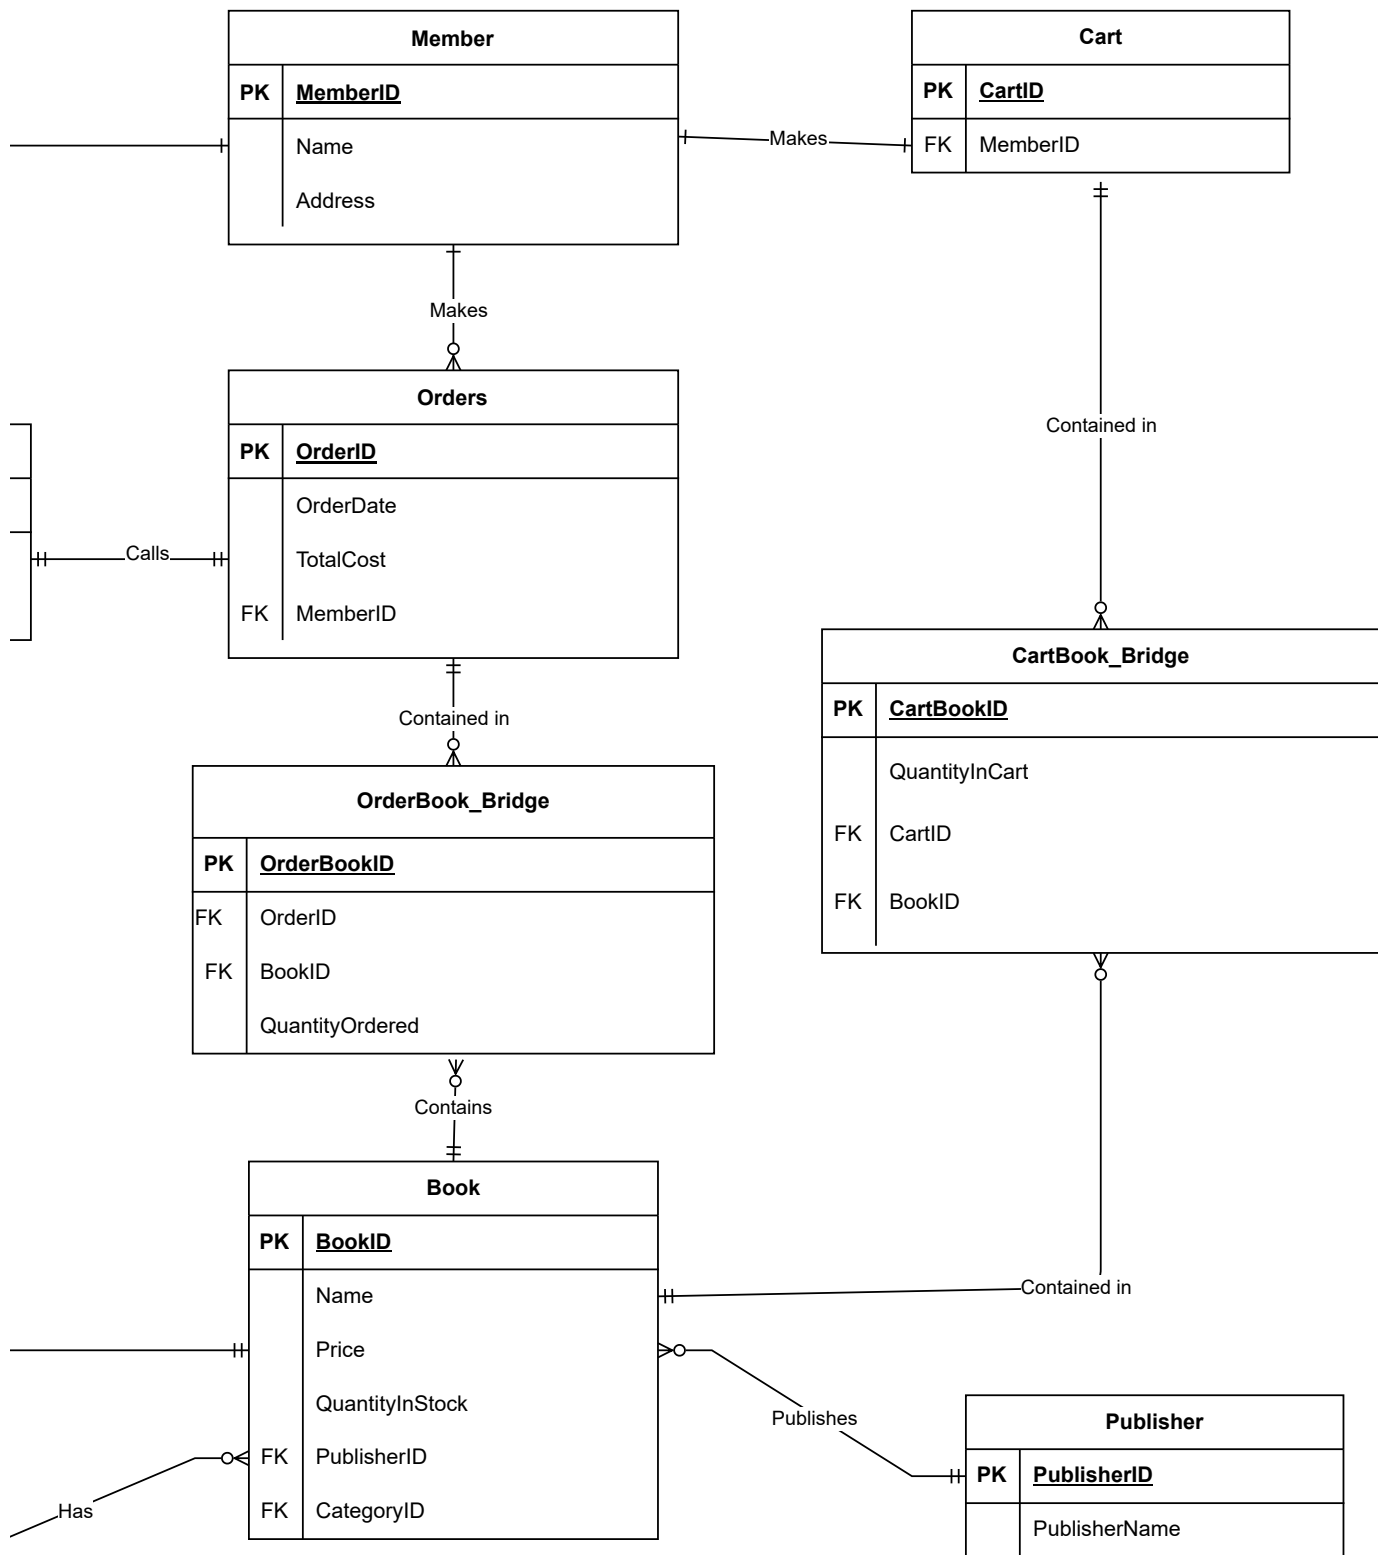 Member
PK MemberID
Name
Address
Makes
Cart
PK CartID
FK MemberID
Makes
Contained in
Orders
PK OrderID
OrderDate
TotalCost
FK MemberID
Calls
Contained in
CartBook_Bridge
PK CartBookID
QuantityInCart
FK CartID
FK BookID
OrderBook_Bridge
PK OrderBookID
FK OrderID
FK BookID
QuantityOrdered
Contains
Book
PK BookID
Name
Price
QuantityInStock
FK PublisherID
FK CategoryID
Contained in
Publishes
Has
Publisher
PK PublisherID
PublisherName